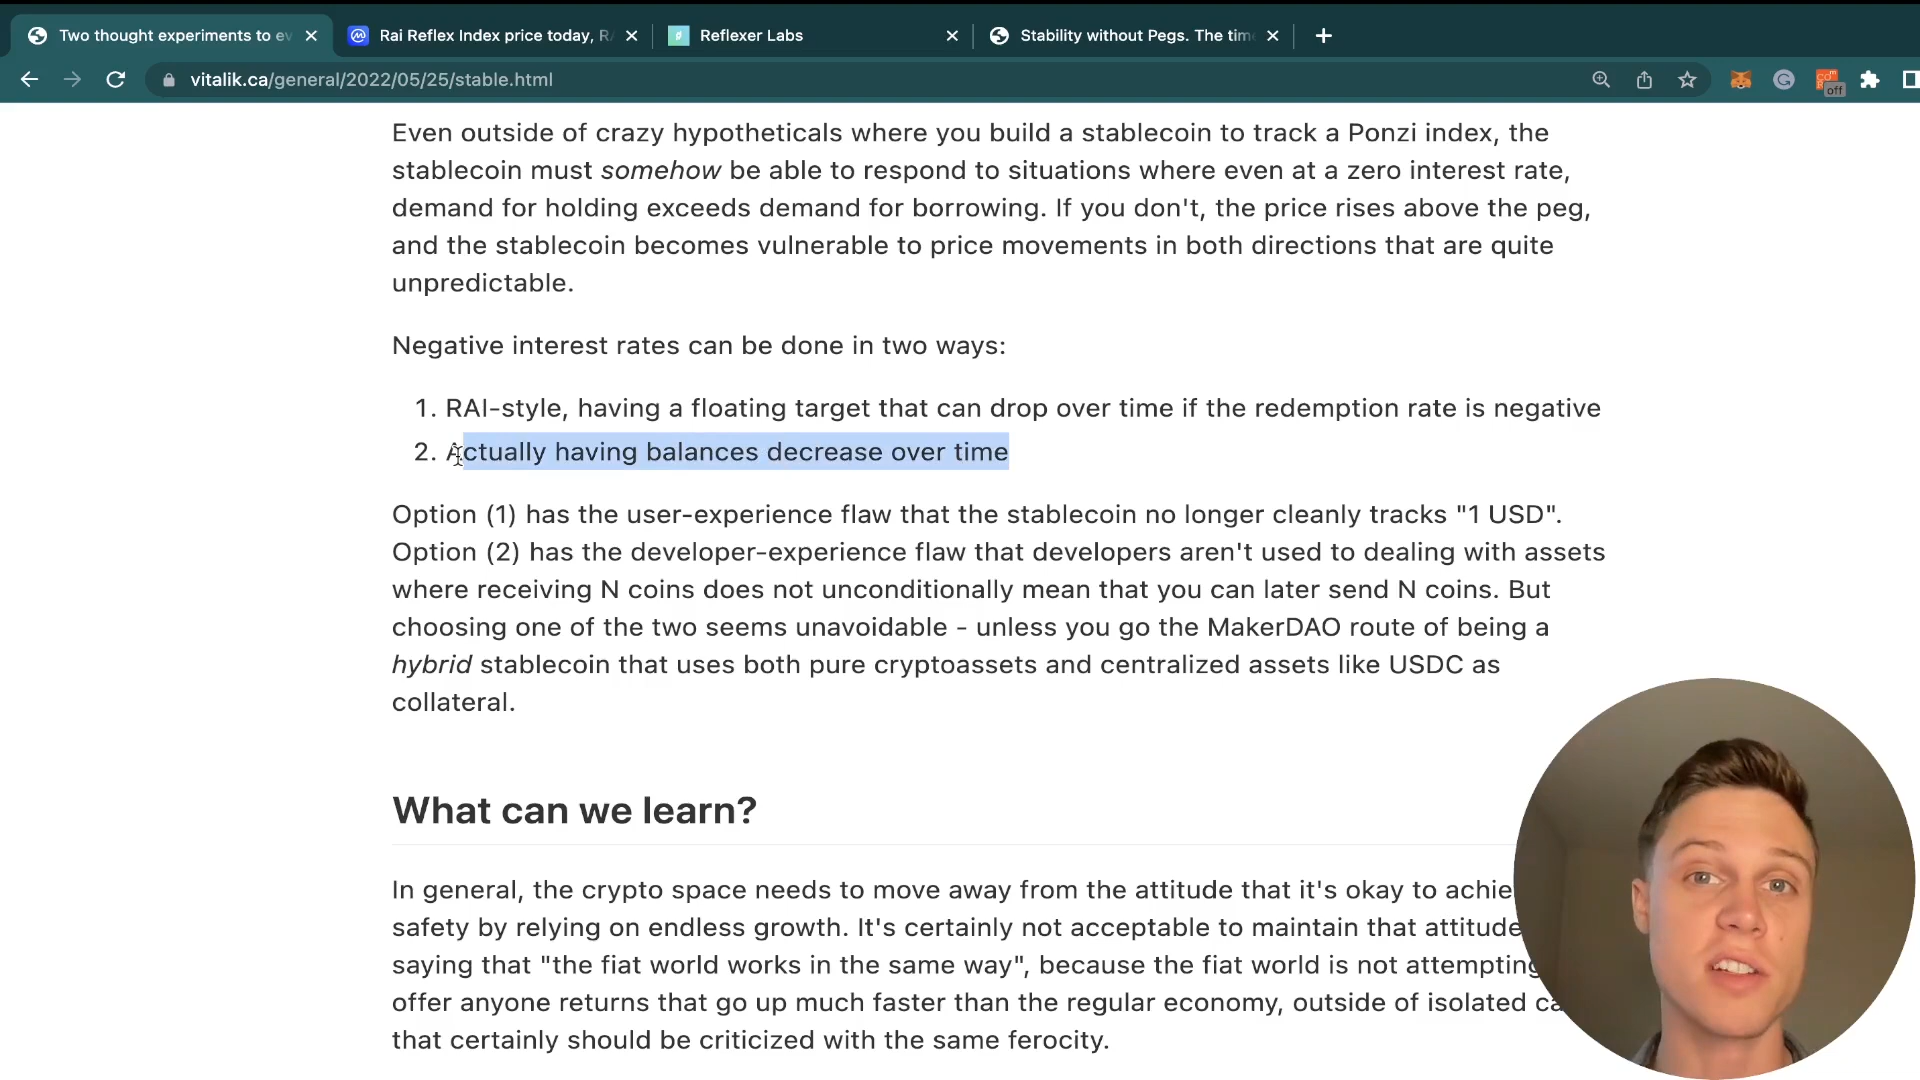 Two thought experiments to ev
Rai Reflex Index price today, R
Reflexer Labs
Stability without Pegs. The tim
vitalik.ca/general/2022/05/25/stable.html
off
Even outside of crazy hypotheticals where you build a stablecoin to track a Ponzi index, the
stablecoin must somehow be able to respond to situations where even at a zero interest rate,
demand for holding exceeds demand for borrowing. If you don't, the price rises above the peg,
and the stablecoin becomes vulnerable to price movements in both directions that are quite
unpredictable.
Negative interest rates can be done in two ways:
1. RAI-style, having a floating target that can drop over time if the redemption rate is negative
2. Actually having balances decrease over time
Option (1) has the user-experience flaw that the stablecoin no longer cleanly tracks "1 USD".
Option (2) has the developer-experience flaw that developers aren't used to dealing with assets
where receiving N coins does not unconditionally mean that you can later send N coins. But
choosing one of the two seems unavoidable - unless you go the MakerDAO route of being a
hybrid stablecoin that uses both pure cryptoassets and centralized assets like USDC as
collateral.
What can we learn?
In general, the crypto space needs to move away from the attitude that it's okay to achie
safety by relying on endless growth. It's certainly not acceptable to maintain that attitude
saying that "the fiat world works in the same way", because the fiat world is not attempting
offer anyone returns that go up much faster than the regular economy, outside of isolated ca
that certainly should be criticized with the same ferocity.